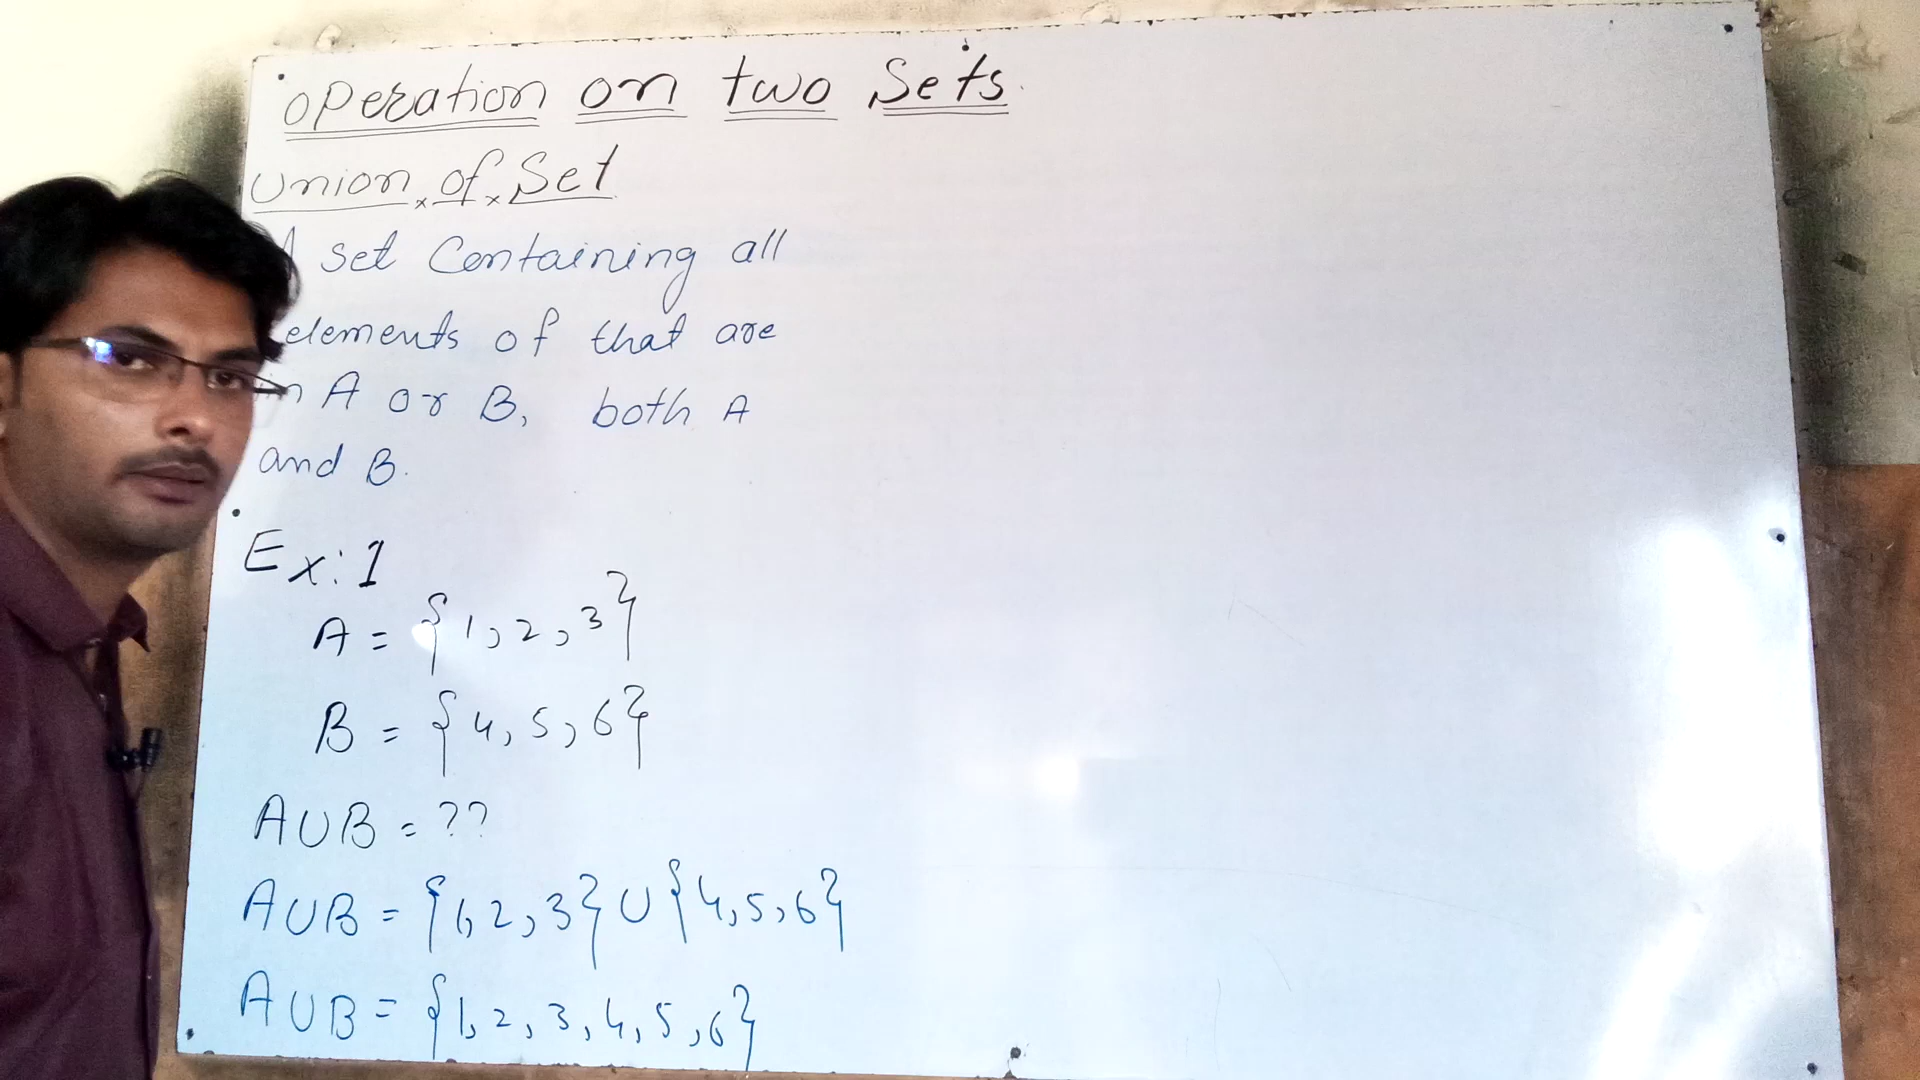 operation on two Sets
Union of Set
A set Containing all
elements of that are
in A or B, both A
and B.
Ex:1
A = {1, 2, 3}
B = {4, 5, 6}
A∪B = ??
A∪B = {1, 2, 3} ∪ {4, 5, 6}
A∪B = {1, 2, 3, 4, 5, 6}